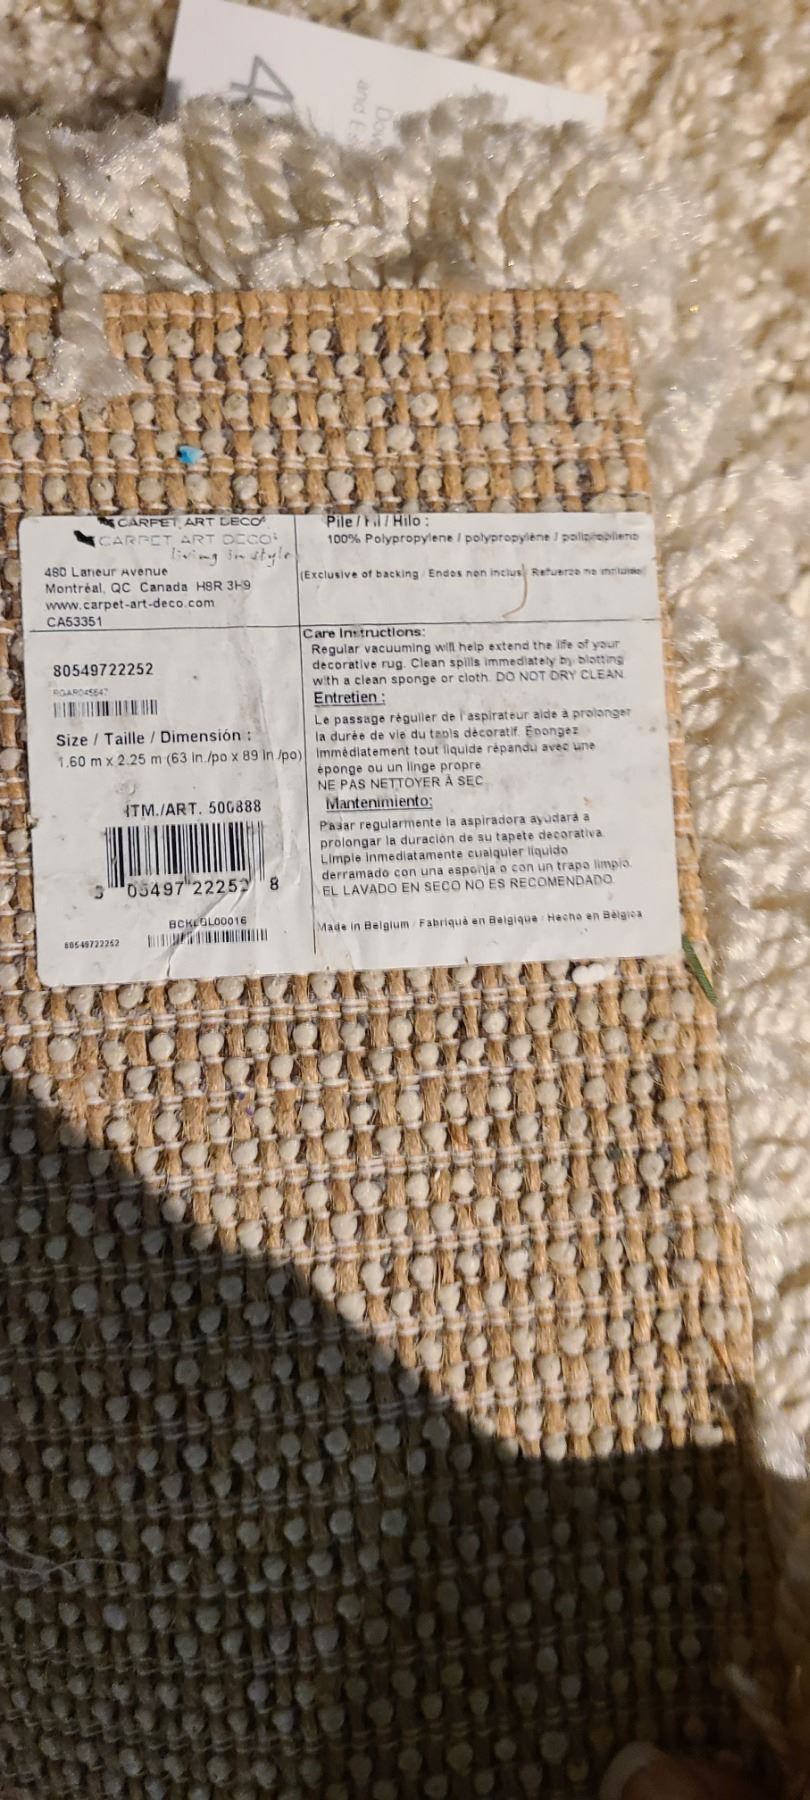 4
and E
CARPET ART DECO
CARPET ART DECO
living in style
480 Lafleur Avenue
Montréal, QC Canada H8R 3H9
www.carpet-art-deco.com
CA53351
80549722252
Size / Taille / Dimensión :
1.60 m x 2.25 m (63 in./po x 89 in./po)
ITM./ART. 500888
05497 22252 8
80549722252
Pile / Fil / Hilo :
100% Polypropylene / polypropylène / polipropileno
(Exclusive of backing / Endos non inclus / Refuerzo no incluido)
Care Instructions:
Regular vacuuming will help extend the life of your
decorative rug. Clean spills immediately by blotting
with a clean sponge or cloth. DO NOT DRY CLEAN.
Entretien :
Le passage régulier de l'aspirateur aide à prolonger
la durée de vie du tapis décoratif. Épongez
immédiatement tout liquide répandu avec une
éponge ou un linge propre
NE PAS NETTOYER À SEC
Mantenimiento:
Pasar regularmente la aspiradora ayudará a
prolongar la duración de su tapete decorativa.
Limpie inmediatamente cualquier líquido
derramado con una esponja o con un trapo limpio.
EL LAVADO EN SECO NO ES RECOMENDADO.
Made in Belgium / Fabriqué en Belgique / Hecho en Bélgica